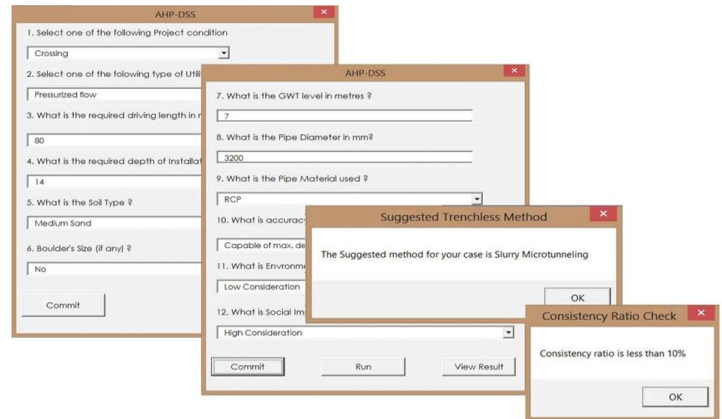 AHP-DSS
1. Select one of the following Project condition
Crossing
2. Select one of the folowing type of Utili
Pressurized flow
3. What is the required driving length in
80
4. What is the required depth of Installat
14
5. What is the Soil Type ?
Medium Sand
6. Boulder's Size (if any) ?
No
Commit
AHP-DSS
7. What is the GWT level in metres ?
7
8. What is the Pipe Diameter in mm?
3200
9. What is the Pipe Material used ?
RCP
10. What is accurac
Capable of max. de
11. What is Envronme
Low Consideration
12. What is Social Im
High Consideration
Commit
Run
View Result
Suggested Trenchless Method
The Suggested method for your case is Slurry Microtunneling
OK
Consistency Ratio Check
Consistency ratio is less than 10%
OK